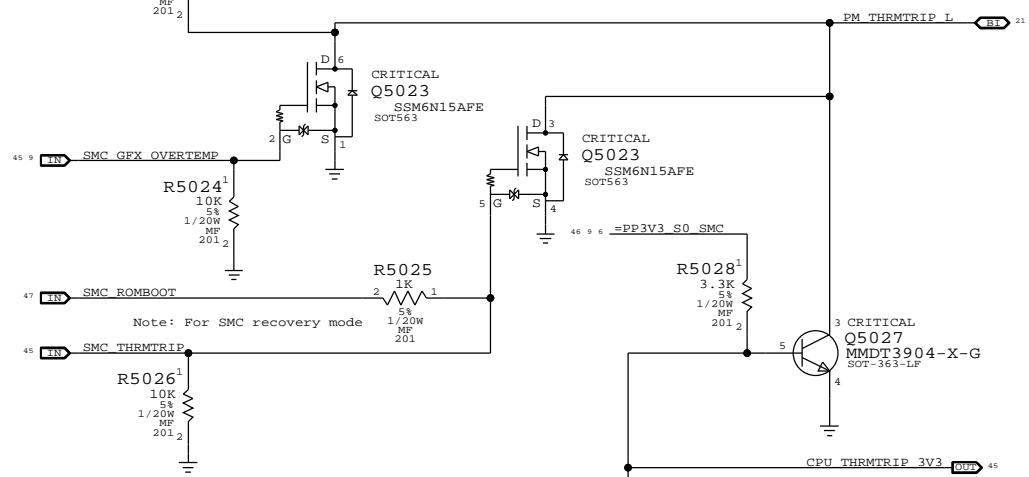 MF
201 2
PM_THRMTRIP_L BI 21
D 6
CRITICAL
Q5023
SSM6N15AFE
SOT563
2 G S 1
D 3
CRITICAL
Q5023
SSM6N15AFE
SOT563
5 G S 4
45 9 IN SMC_GFX_OVERTEMP
R5024 1
10K
5%
1/20W
MF
201 2
46 9 6 =PP3V3_S0_SMC
R5028 1
3.3K
5%
1/20W
MF
201 2
47 IN SMC_ROMBOOT
R5025
1K
2 1
5%
1/20W
MF
201
Note: For SMC recovery mode
3 CRITICAL
Q5027
MMDT3904-X-G
SOT-363-LF
5
4
45 IN SMC_THRMTRIP
R5026 1
10K
5%
1/20W
MF
201 2
CPU_THRMTRIP_3V3 OUT 45